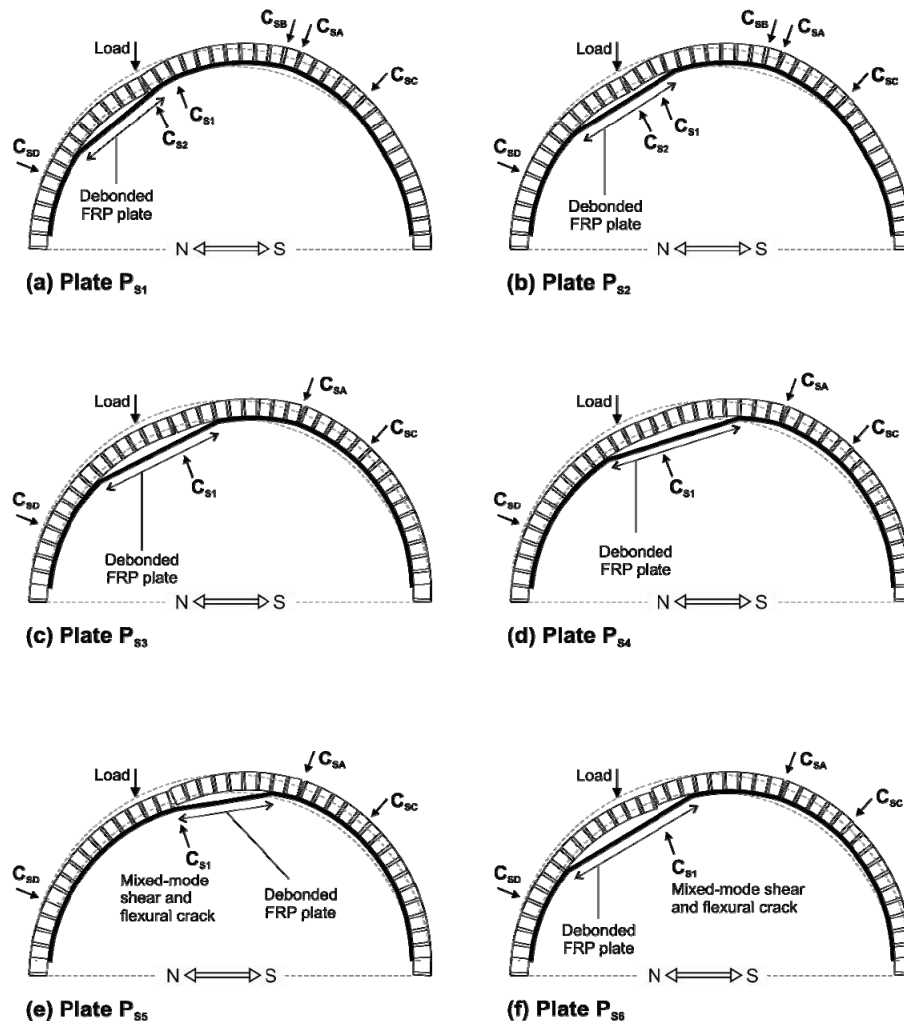 C_SB C_SA
Load
C_SC
C_S1
C_S2
C_SD
Debonded
FRP plate
N S
(a) Plate P_S1
C_SB C_SA
Load
C_SC
C_S1
C_S2
C_SD
Debonded
FRP plate
N S
(b) Plate P_S2
C_SA
Load
C_SC
C_S1
C_SD
Debonded
FRP plate
N S
(c) Plate P_S3
C_SA
Load
C_SC
C_S1
C_SD
Debonded
FRP plate
N S
(d) Plate P_S4
C_SA
Load
C_SC
C_S1
C_SD
Mixed-mode
shear and
flexural crack
Debonded
FRP plate
N S
(e) Plate P_S5
C_SA
Load
C_SC
C_S1
C_SD
Mixed-mode shear
and flexural crack
Debonded
FRP plate
N S
(f) Plate P_S6